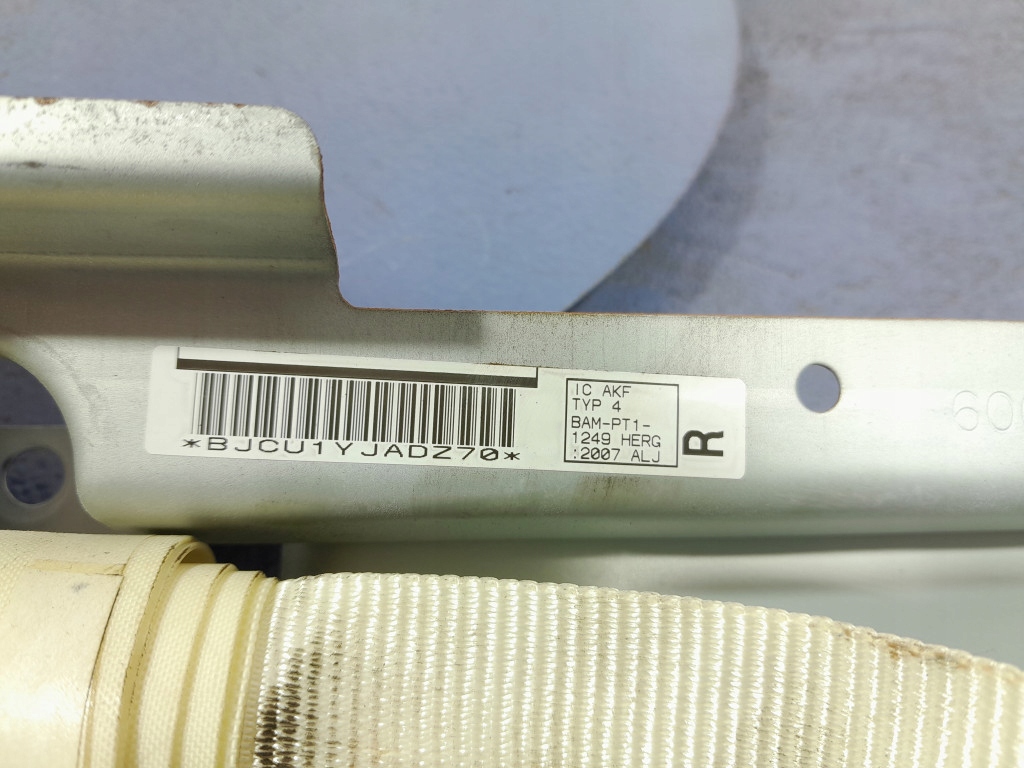 *BJCU1YJADZ70*
IC AKF
TYP 4
BAM-PT1-
1249 HERG
:2007 ALJ
R